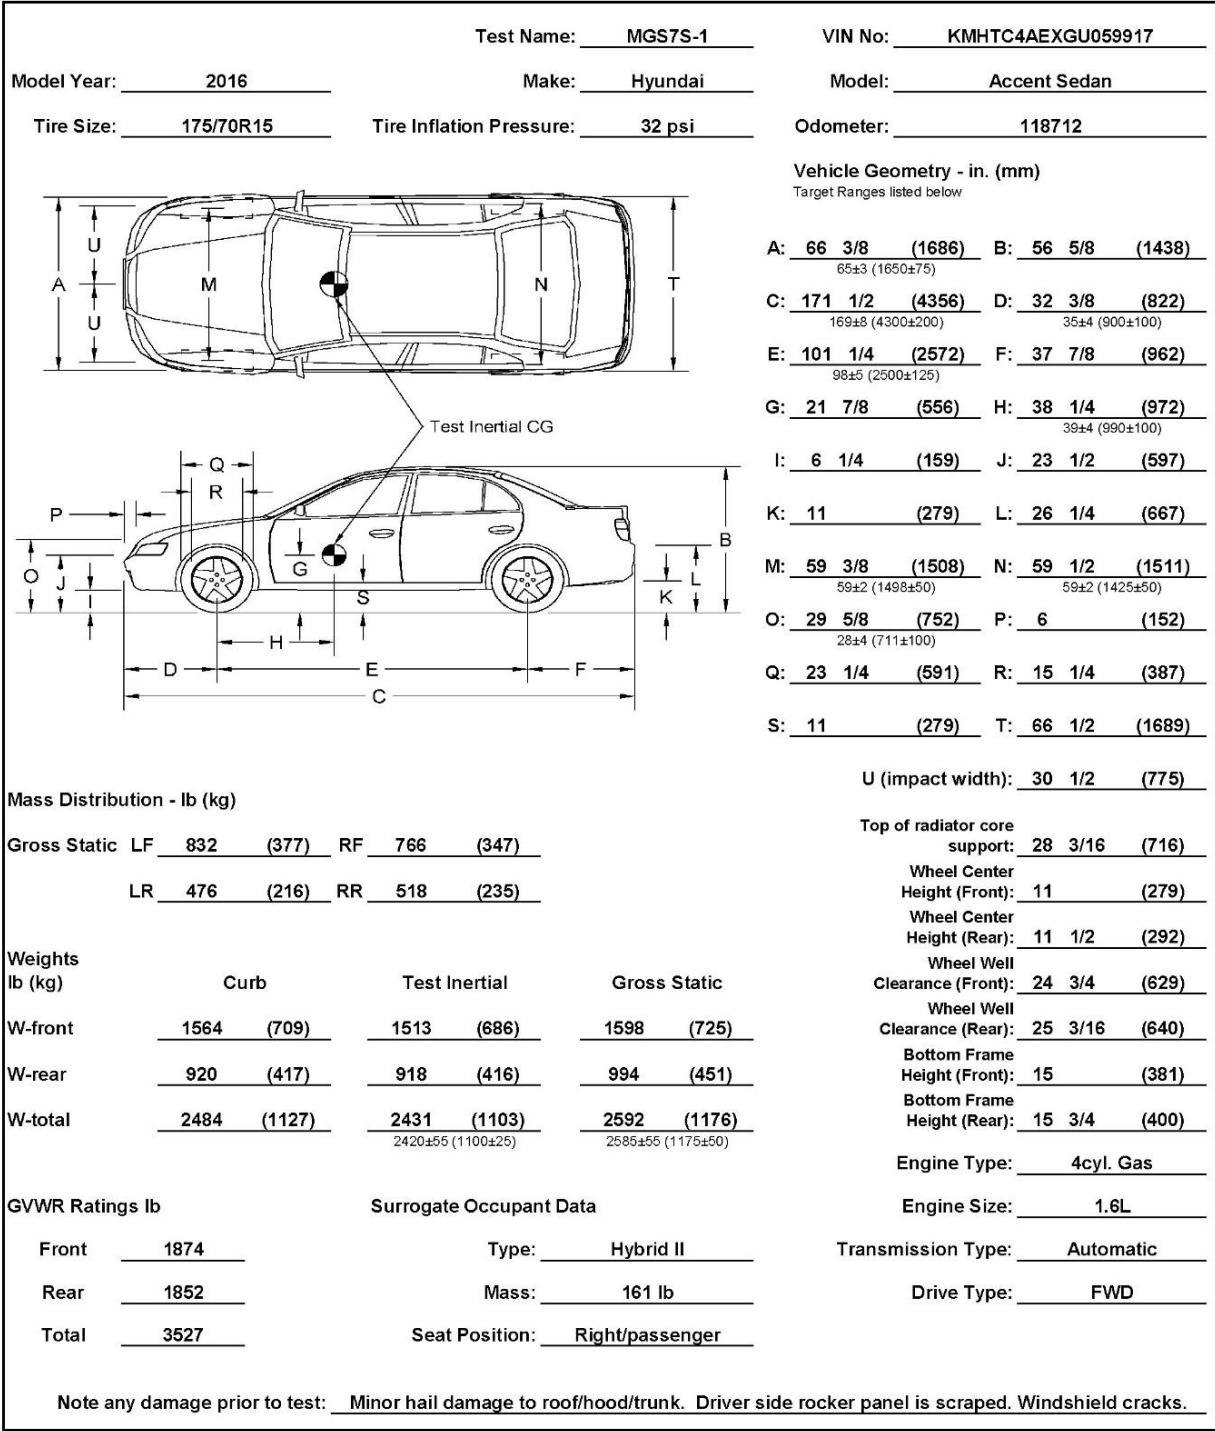 Test Name: MGS7S-1 VIN No: KMHTC4AEXGU059917
Model Year: 2016 Make: Hyundai Model: Accent Sedan
Tire Size: 175/70R15 Tire Inflation Pressure: 32 psi Odometer: 118712
Vehicle Geometry - in. (mm)
Target Ranges listed below
A U U M N T
Test Inertial CG
Q
R
P
O J I G S H B L K
D E F
C
A: 66 3/8 (1686) B: 56 5/8 (1438)
65±3 (1650±75)
C: 171 1/2 (4356) D: 32 3/8 (822)
169±8 (4300±200) 35±4 (900±100)
E: 101 1/4 (2572) F: 37 7/8 (962)
98±5 (2500±125)
G: 21 7/8 (556) H: 38 1/4 (972)
39±4 (990±100)
I: 6 1/4 (159) J: 23 1/2 (597)
K: 11 (279) L: 26 1/4 (667)
M: 59 3/8 (1508) N: 59 1/2 (1511)
59±2 (1498±50) 59±2 (1425±50)
O: 29 5/8 (752) P: 6 (152)
28±4 (711±100)
Q: 23 1/4 (591) R: 15 1/4 (387)
S: 11 (279) T: 66 1/2 (1689)
U (impact width): 30 1/2 (775)
Mass Distribution - lb (kg)
Gross Static LF 832 (377) RF 766 (347)
LR 476 (216) RR 518 (235)
Weights
lb (kg) Curb Test Inertial Gross Static
W-front 1564 (709) 1513 (686) 1598 (725)
W-rear 920 (417) 918 (416) 994 (451)
W-total 2484 (1127) 2431 (1103) 2592 (1176)
2420±55 (1100±25) 2585±55 (1175±50)
Top of radiator core
support: 28 3/16 (716)
Wheel Center
Height (Front): 11 (279)
Wheel Center
Height (Rear): 11 1/2 (292)
Wheel Well
Clearance (Front): 24 3/4 (629)
Wheel Well
Clearance (Rear): 25 3/16 (640)
Bottom Frame
Height (Front): 15 (381)
Bottom Frame
Height (Rear): 15 3/4 (400)
Engine Type: 4cyl. Gas
GVWR Ratings lb Surrogate Occupant Data Engine Size: 1.6L
Front 1874 Type: Hybrid II Transmission Type: Automatic
Rear 1852 Mass: 161 lb Drive Type: FWD
Total 3527 Seat Position: Right/passenger
Note any damage prior to test: Minor hail damage to roof/hood/trunk. Driver side rocker panel is scraped. Windshield cracks.